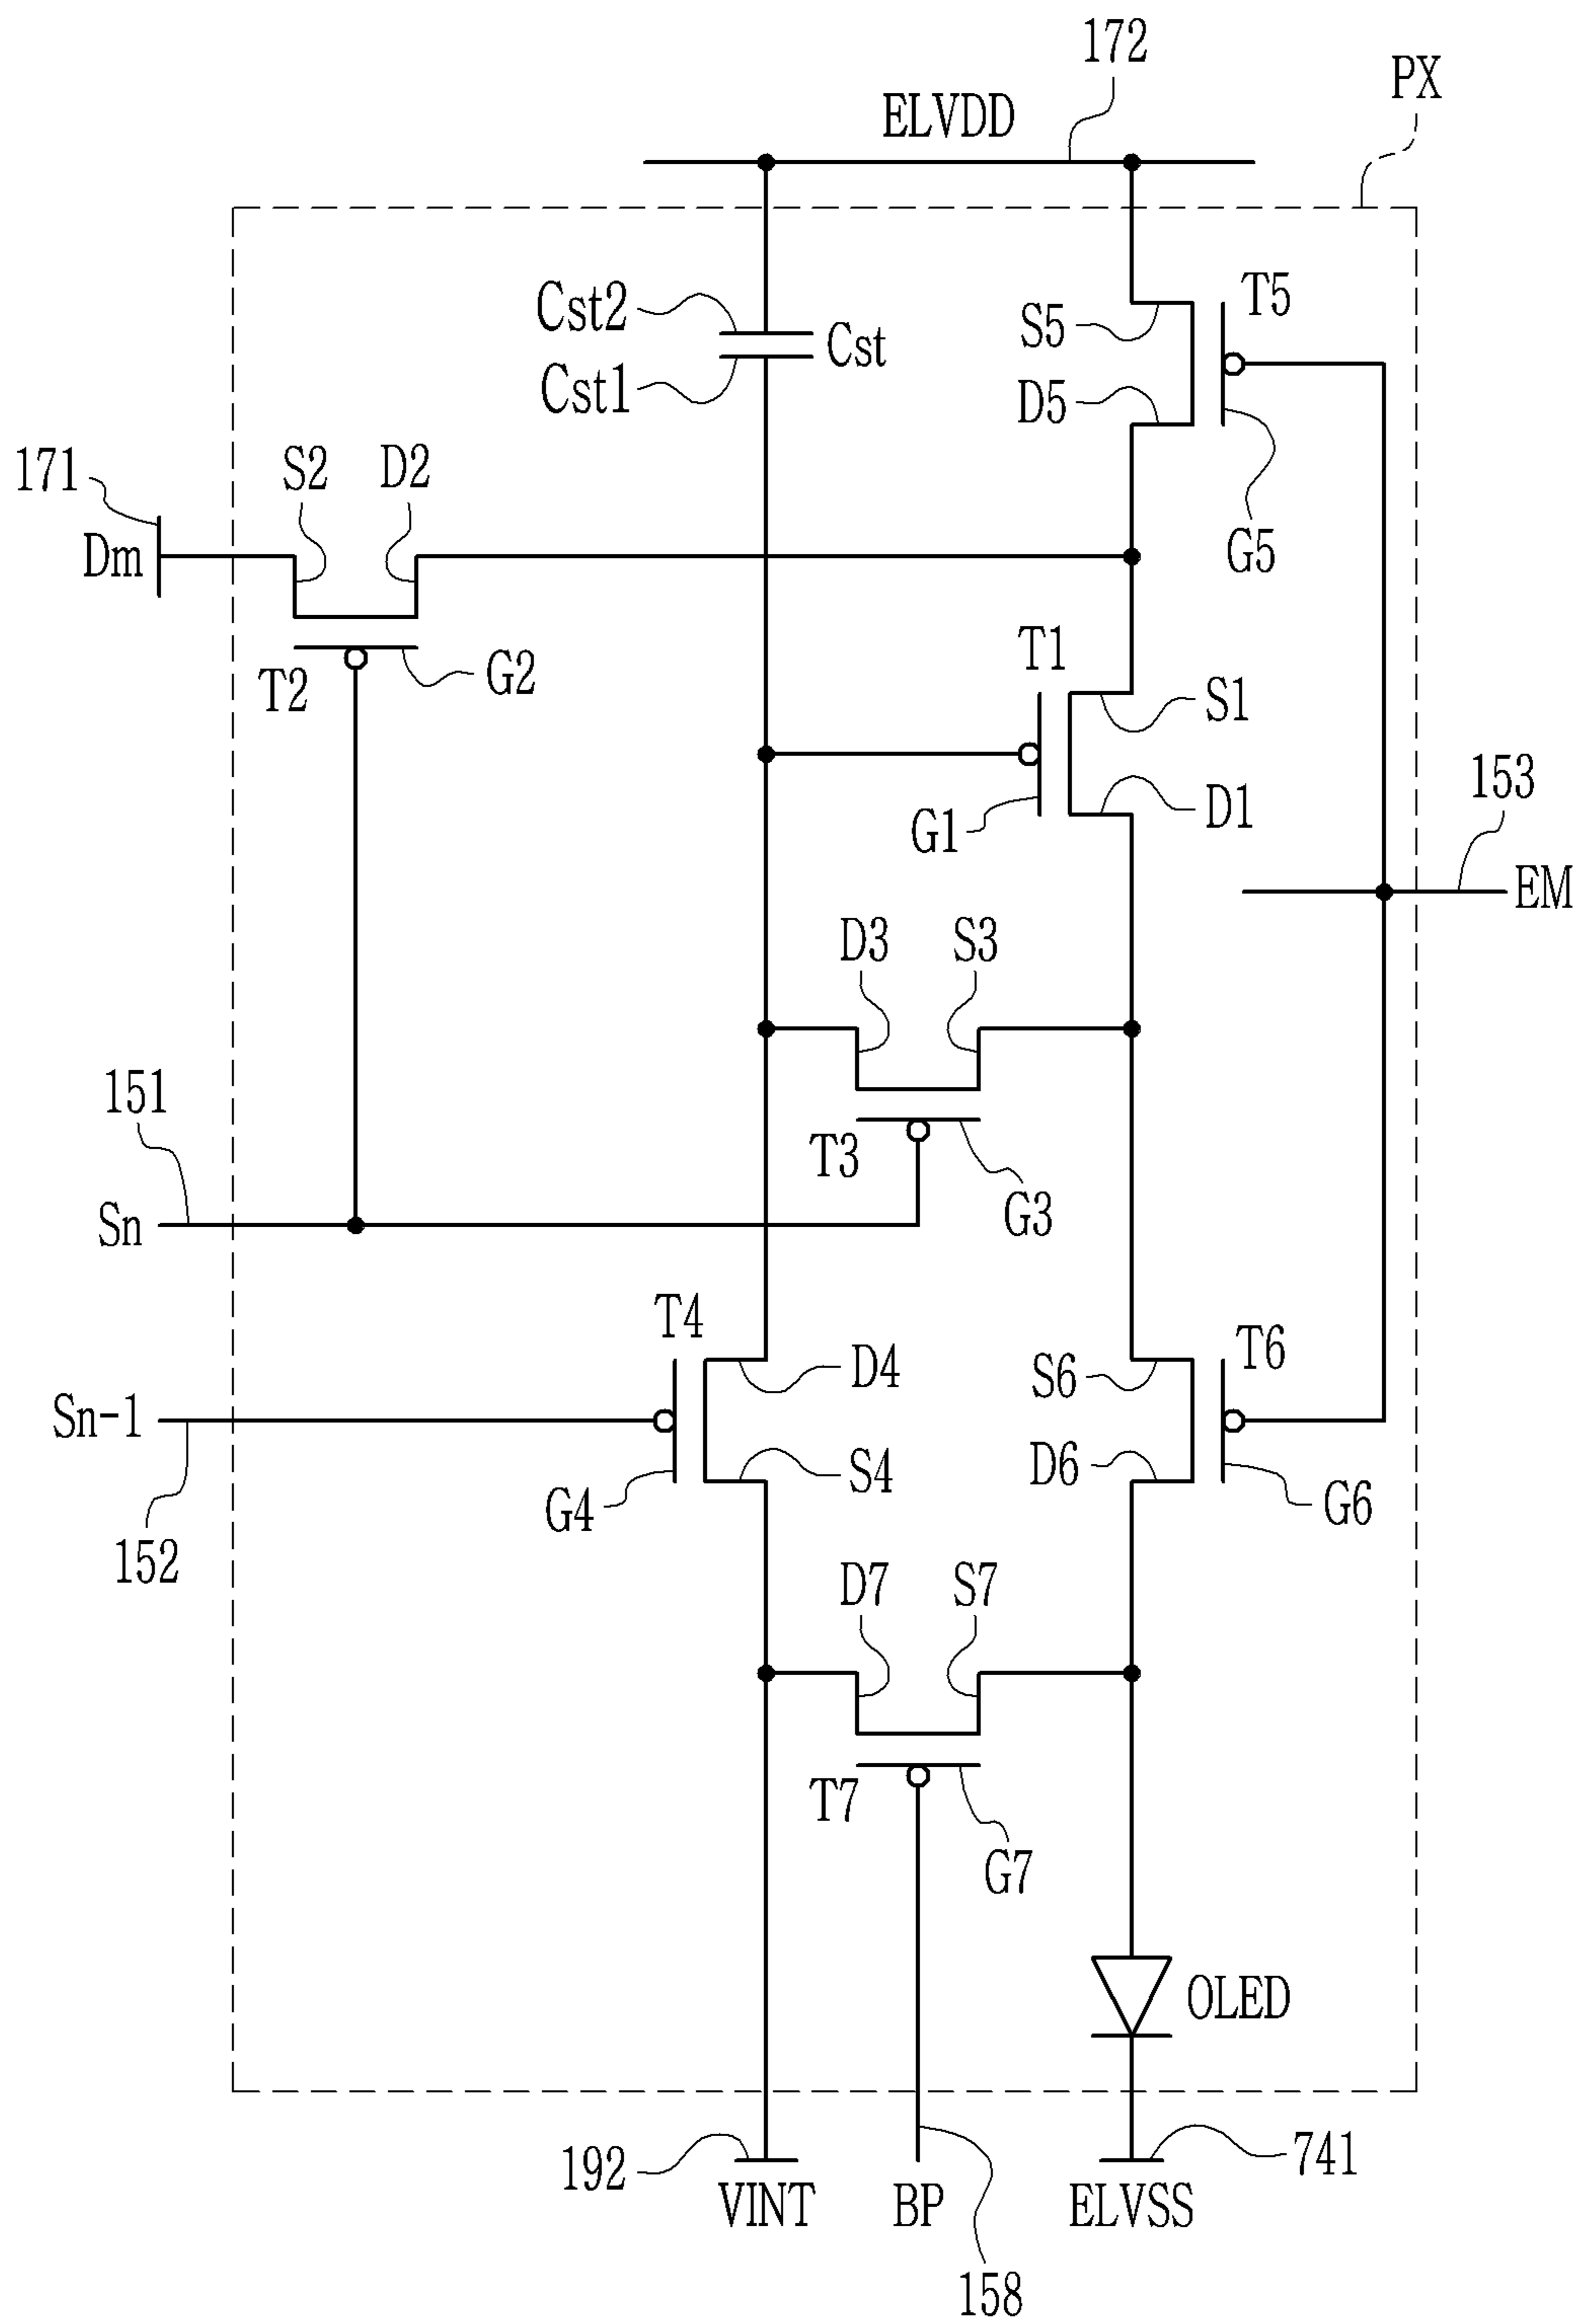 172
PX
ELVDD
T5
Cst2
S5
Cst
Cst1
D5
171
S2
D2
Dm
G5
T1
G2
T2
S1
153
D1
G1
EM
D3
S3
151
T3
G3
Sn
T4
T6
D4
S6
Sn-1
S4
D6
G4
G6
152
D7
S7
T7
G7
OLED
192
741
VINT
BP
ELVSS
158